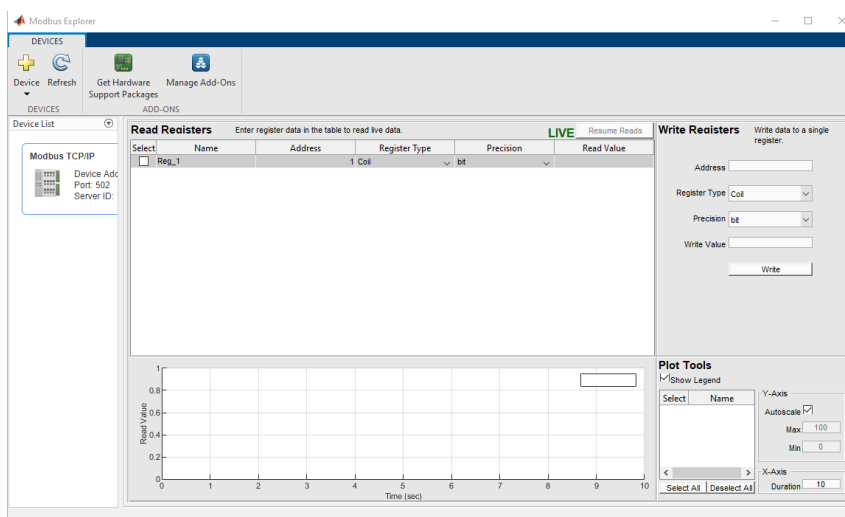 Modbus Explorer
DEVICES
Device Refresh Get Hardware Support Packages Manage Add-Ons
DEVICES ADD-ONS
Device List
Modbus TCP/IP
Device Add
Port: 502
Server ID:
Read Registers Enter register data in the table to read live data. LIVE Resume Reads
Select Name Address Register Type Precision Read Value
Reg_1 1 Coil bit
Write Registers Write data to a single register.
Address
Register Type Coil
Precision bit
Write Value
Write
1
0.8
0.6
0.4
0.2
0
Read Value
0 1 2 3 4 5 6 7 8 9 10
Time (sec)
Plot Tools
Show Legend
Select Name
Select All Deselect All
Y-Axis
Autoscale
Max 100
Min 0
X-Axis
Duration 10